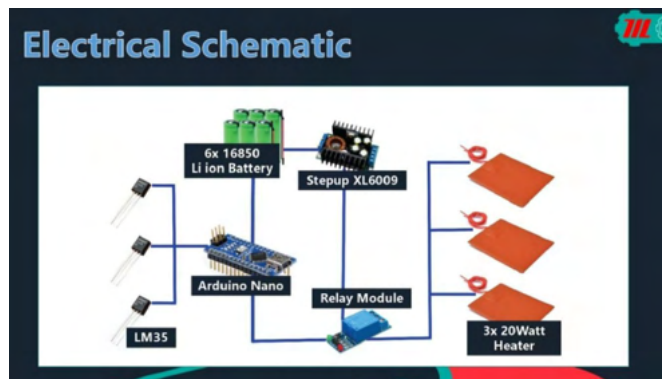 Electrical Schematic
6x 16850
Li ion Battery
Stepup XL6009
Arduino Nano
Relay Module
LM35
3x 20Watt
Heater